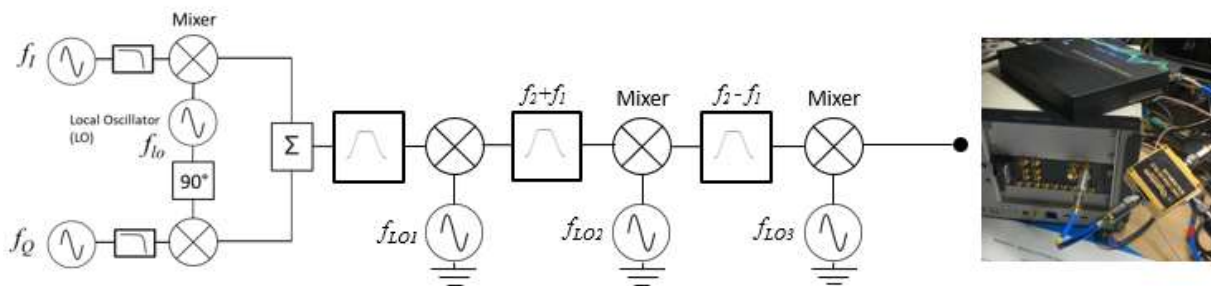 Mixer
f_I
Local Oscillator
(LO)
f_lo
90°
f_Q
Σ
f_2+f_1
Mixer
f_2-f_1
Mixer
f_LO1
f_LO2
f_LO3